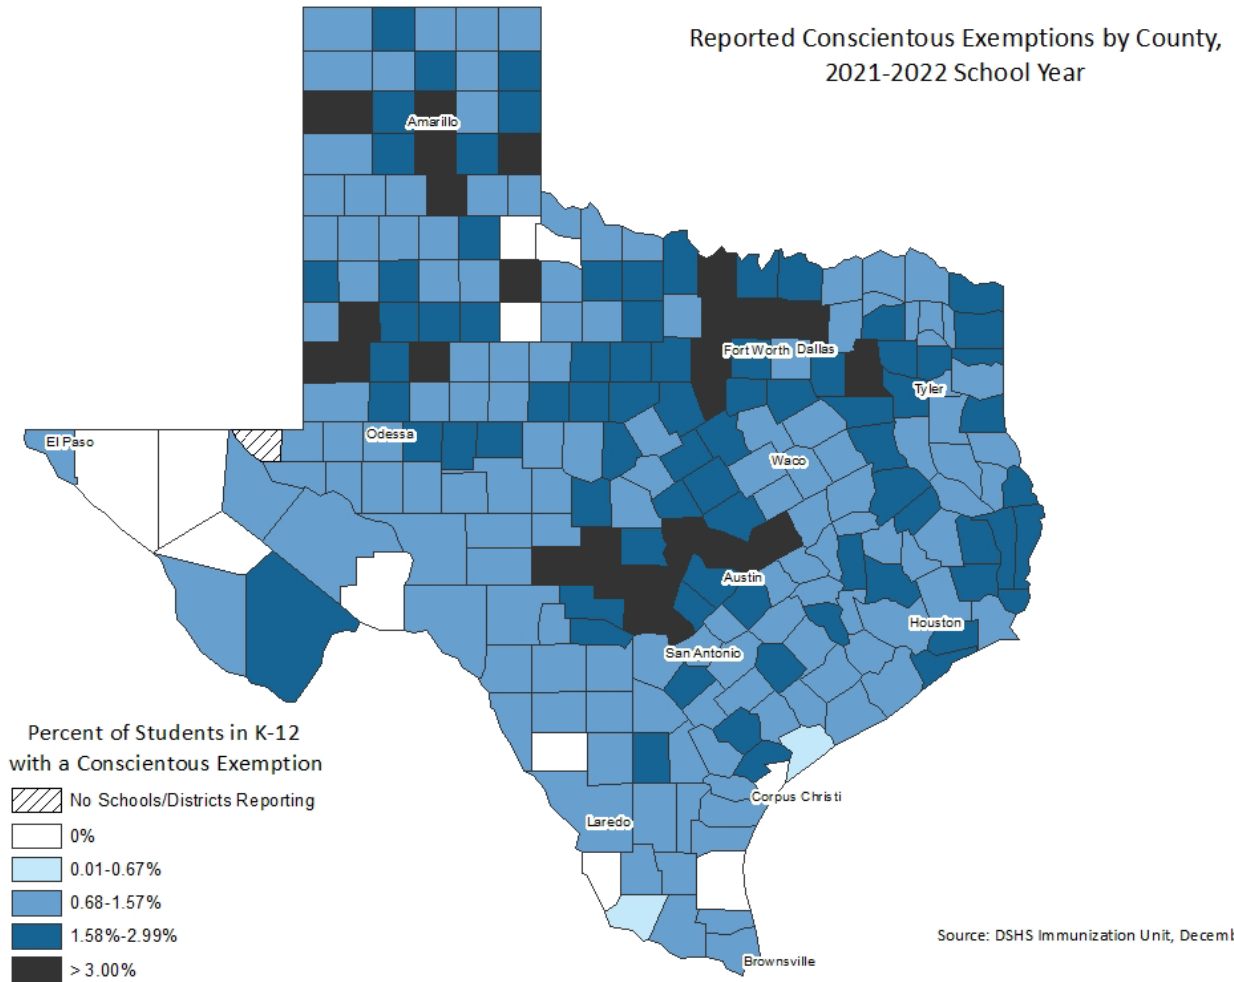 Reported Conscientous Exemptions by County,
2021-2022 School Year
Amarillo
Fort Worth Dallas
Tyler
El Paso
Odessa
Waco
Austin
Houston
San Antonio
Corpus Christi
Laredo
Brownsville
Percent of Students in K-12
with a Conscientous Exemption
No Schools/Districts Reporting
0%
0.01-0.67%
0.68-1.57%
1.58%-2.99%
> 3.00%
Source: DSHS Immunization Unit, Decemb